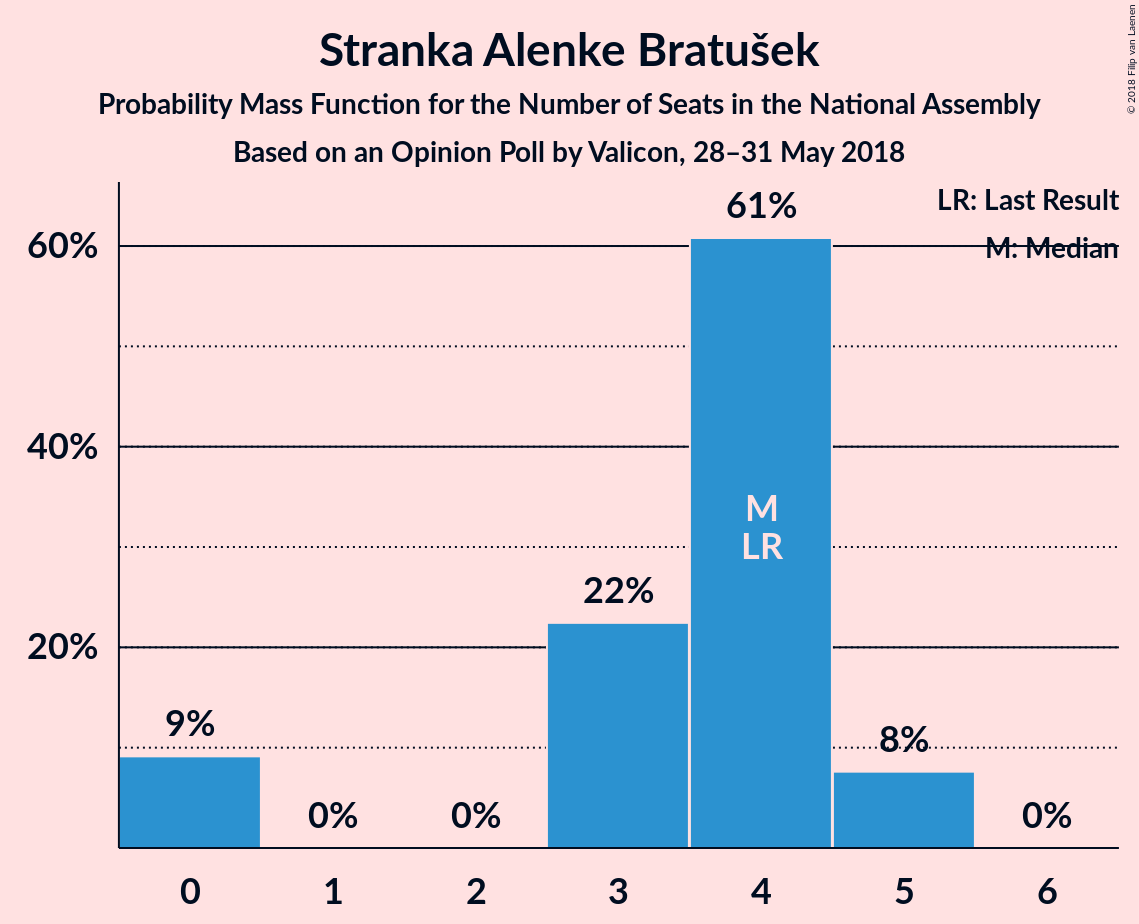 Stranka Alenke Bratušek
Probability Mass Function for the Number of Seats in the National Assembly
Based on an Opinion Poll by Valicon, 28–31 May 2018
© 2018 Filip van Laenen
LR: Last Result
M: Median
60%
40%
20%
9%
0%
0%
22%
61%
M
LR
8%
0%
0
1
2
3
4
5
6